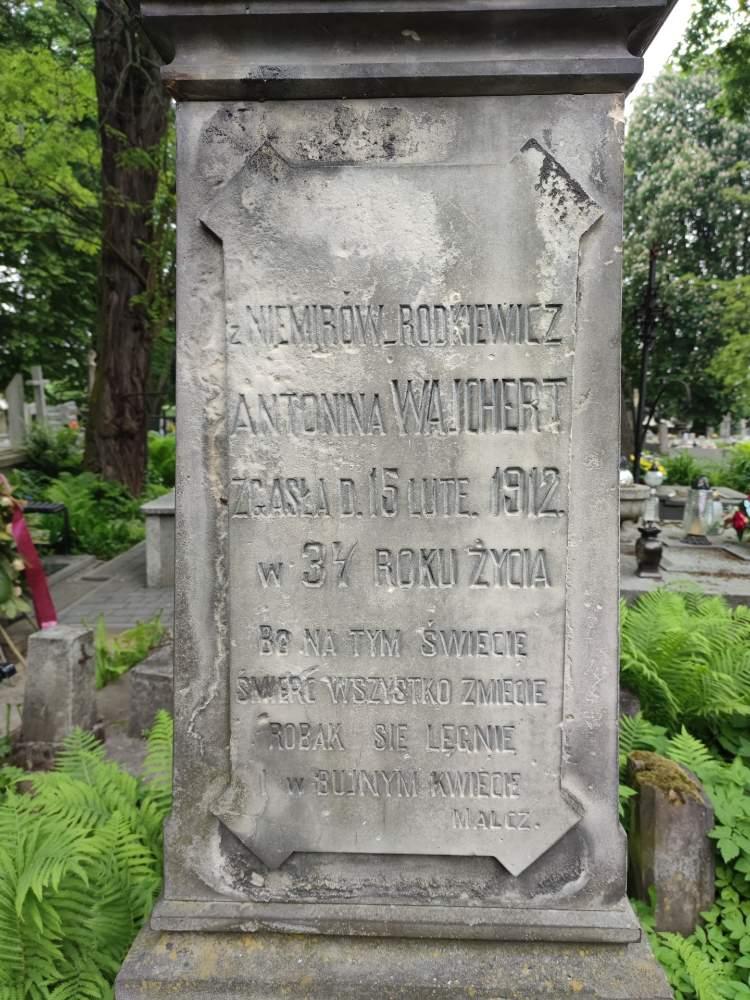 z NIEMIRÓW-RODKIEWICZ
ANTONINA WAJCHERT
ZGASŁA D. 15 LUTE. 1912.
w 34 ROKU ŻYCIA
BO NA TYM ŚWIECIE
ŚMIERĆ WSZYSTKO ZMIECIE
ROBAK SIĘ LĘGNIE
I w BUJNYM KWIECIE
MALCZ.